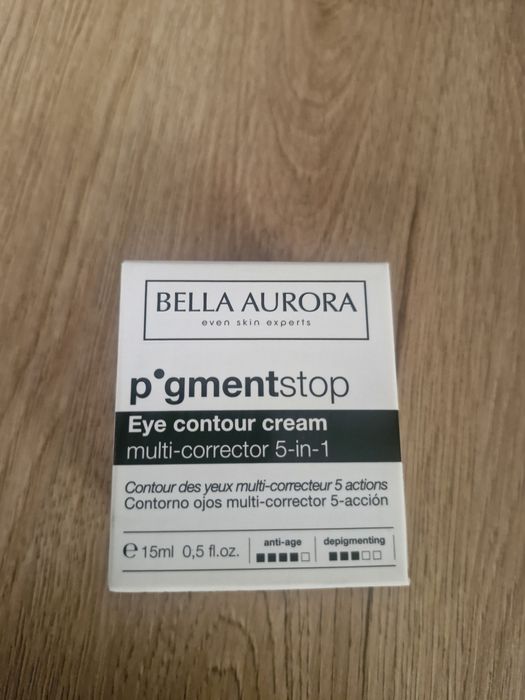 BELLA AURORA
even skin experts
pigmentstop
Eye contour cream
multi-corrector 5-in-1
Contour des yeux multi-correcteur 5 actions
Contorno ojos multi-corrector 5-acción
℮ 15ml 0,5 fl.oz.
anti-age
depigmenting